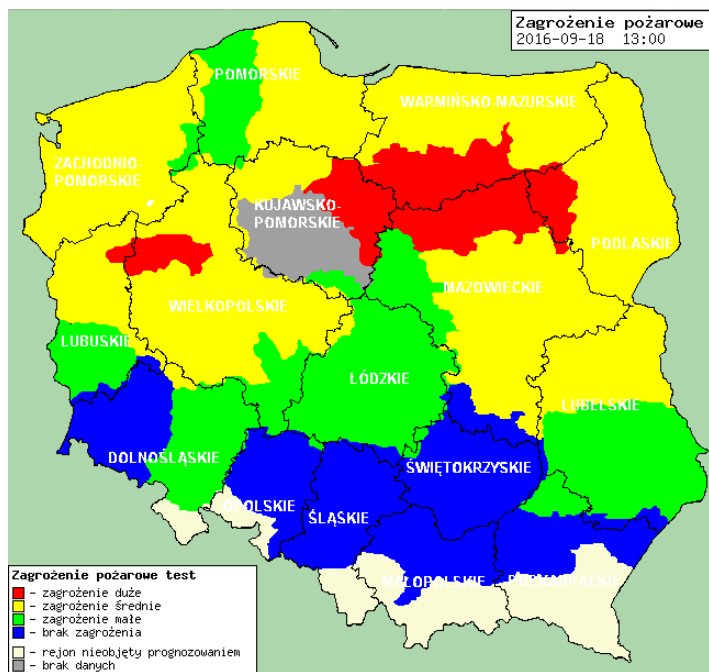 Zagrożenie pożarowe
2016-09-18 13:00
POMORSKIE
WARMIŃSKO-MAZURSKIE
ZACHODNIO-
POMORSKIE
KUJAWSKO-
POMORSKIE
PODLASKIE
MAZOWIECKIE
WIELKOPOLSKIE
LUBUSKIE
ŁÓDZKIE
LUBELSKIE
DOLNOŚLĄSKIE
ŚWIĘTOKRZYSKIE
OPOLSKIE
ŚLĄSKIE
MAŁOPOLSKIE
PODKARPACKIE
Zagrożenie pożarowe test
- zagrożenie duże
- zagrożenie średnie
- zagrożenie małe
- brak zagrożenia
- rejon nieobjęty prognozowaniem
- brak danych